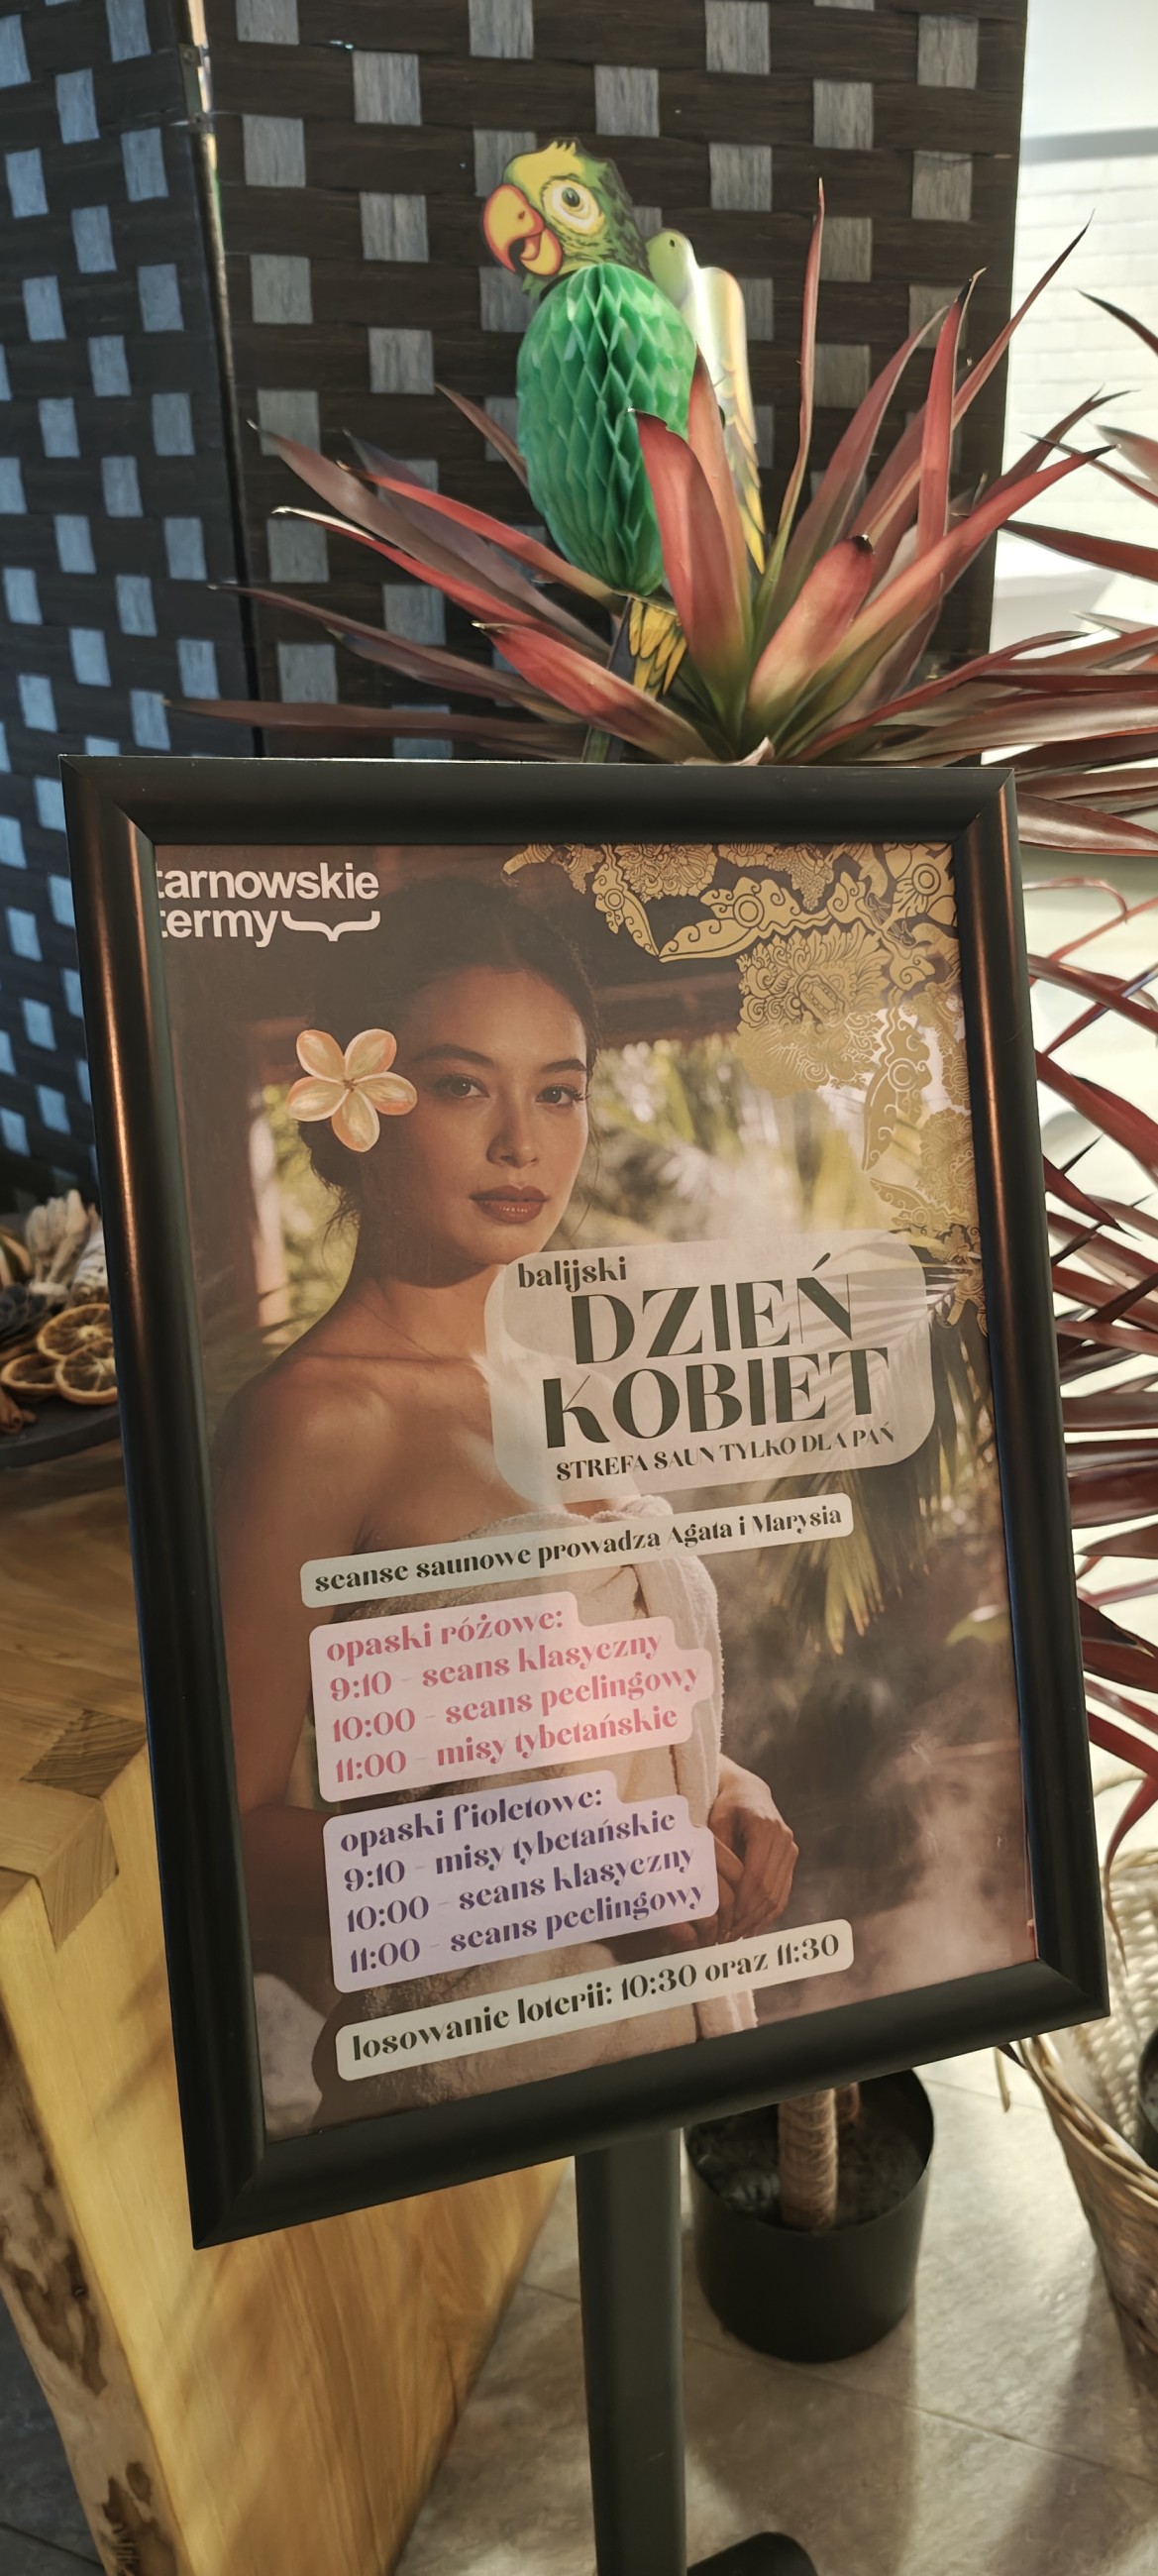 tarnowskie
termy
balijski
DZIEŃ
KOBIET
STREFA SAUN TYLKO DLA PAŃ
seanse saunowe prowadzą Agata i Marysia
opaski różowe:
9:10 - seans klasyczny
10:00 - seans peelingowy
11:00 - misy tybetańskie
opaski fioletowe:
9:10 - misy tybetańskie
10:00 - seans klasyczny
11:00 - seans peelingowy
losowanie loterii: 10:30 oraz 11:30